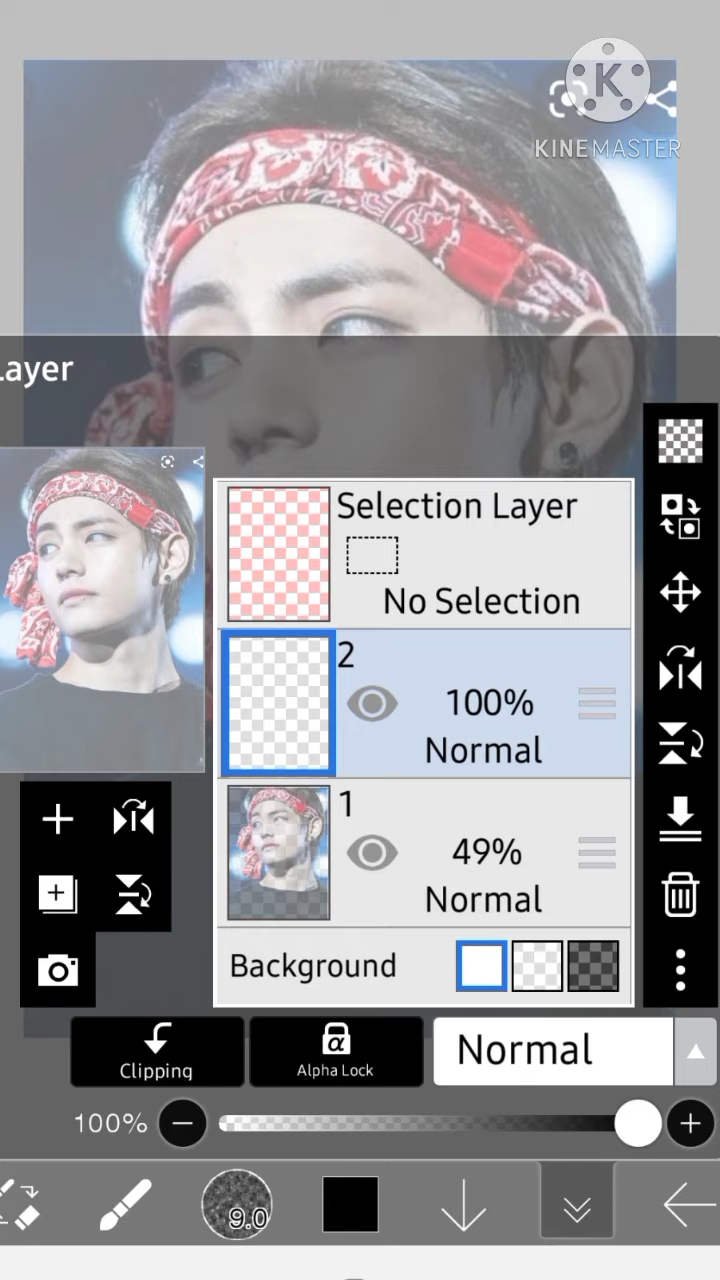 K
KINEMASTER
Layer
Selection Layer
No Selection
2
100%
Normal
1
49%
Normal
Background
Clipping
α
Alpha Lock
Normal
100%
9.0